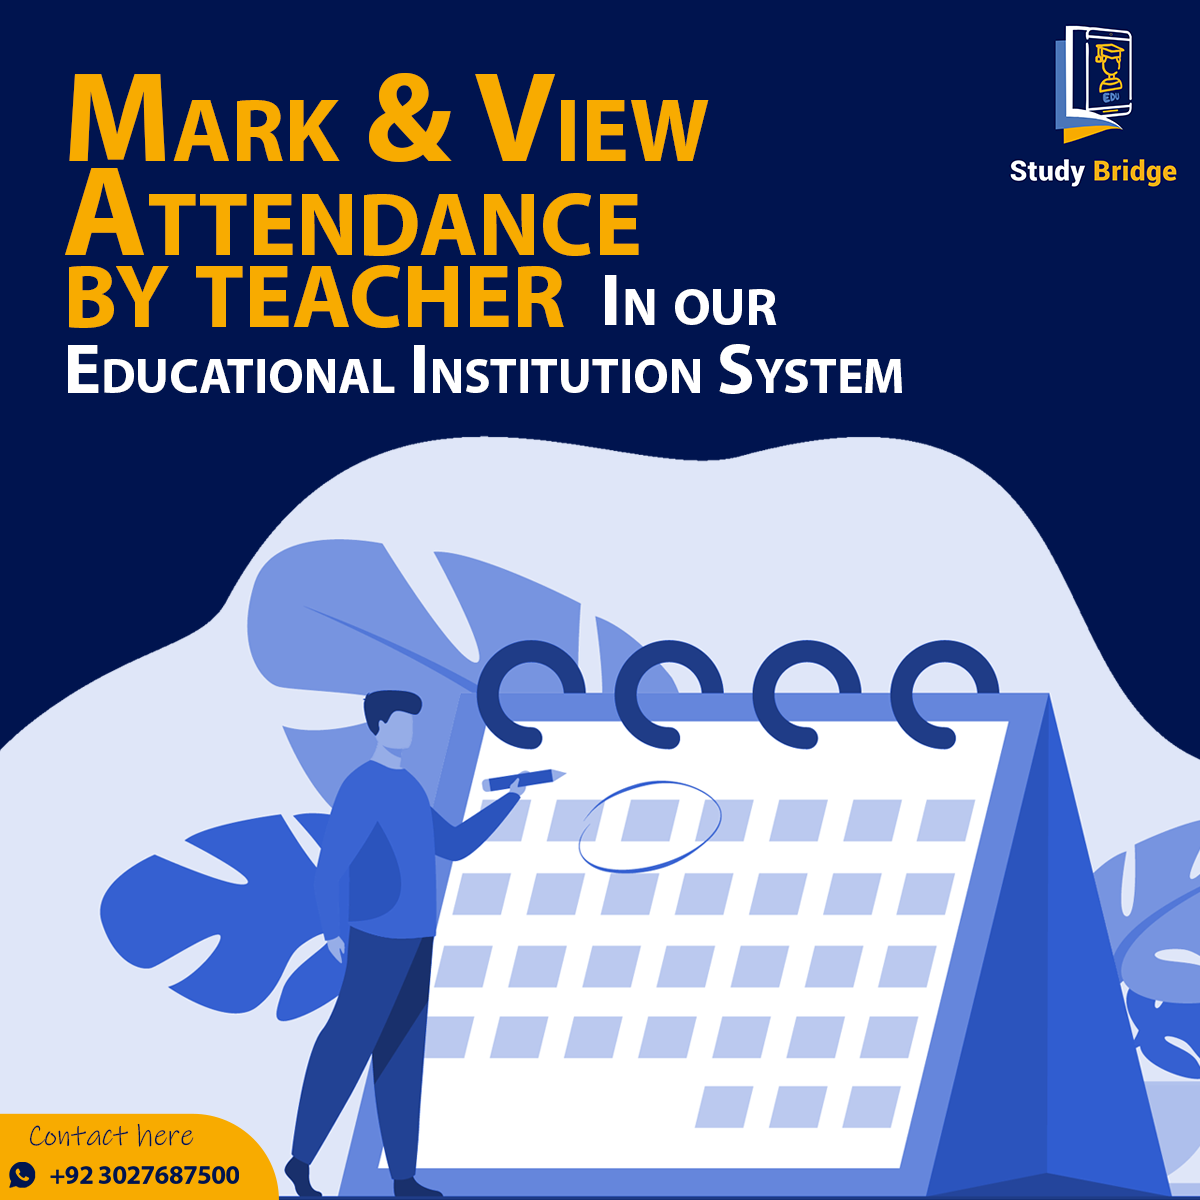 MARK & VIEW
ATTENDANCE
BY TEACHER IN OUR
EDUCATIONAL INSTITUTION SYSTEM
EDU
Study Bridge
Contact here
+92 3027687500